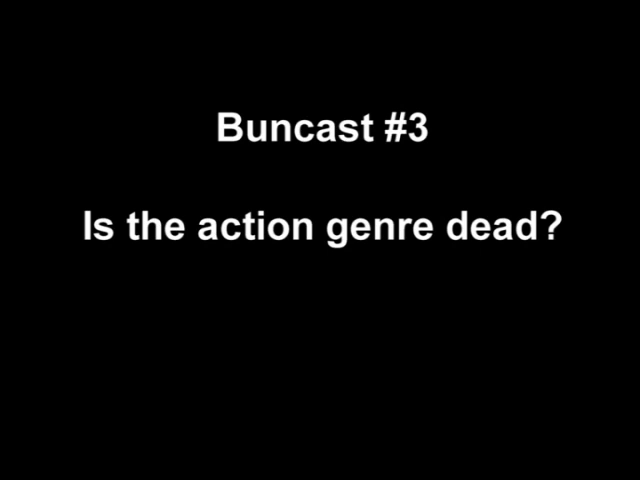 Buncast #3
Is the action genre dead?